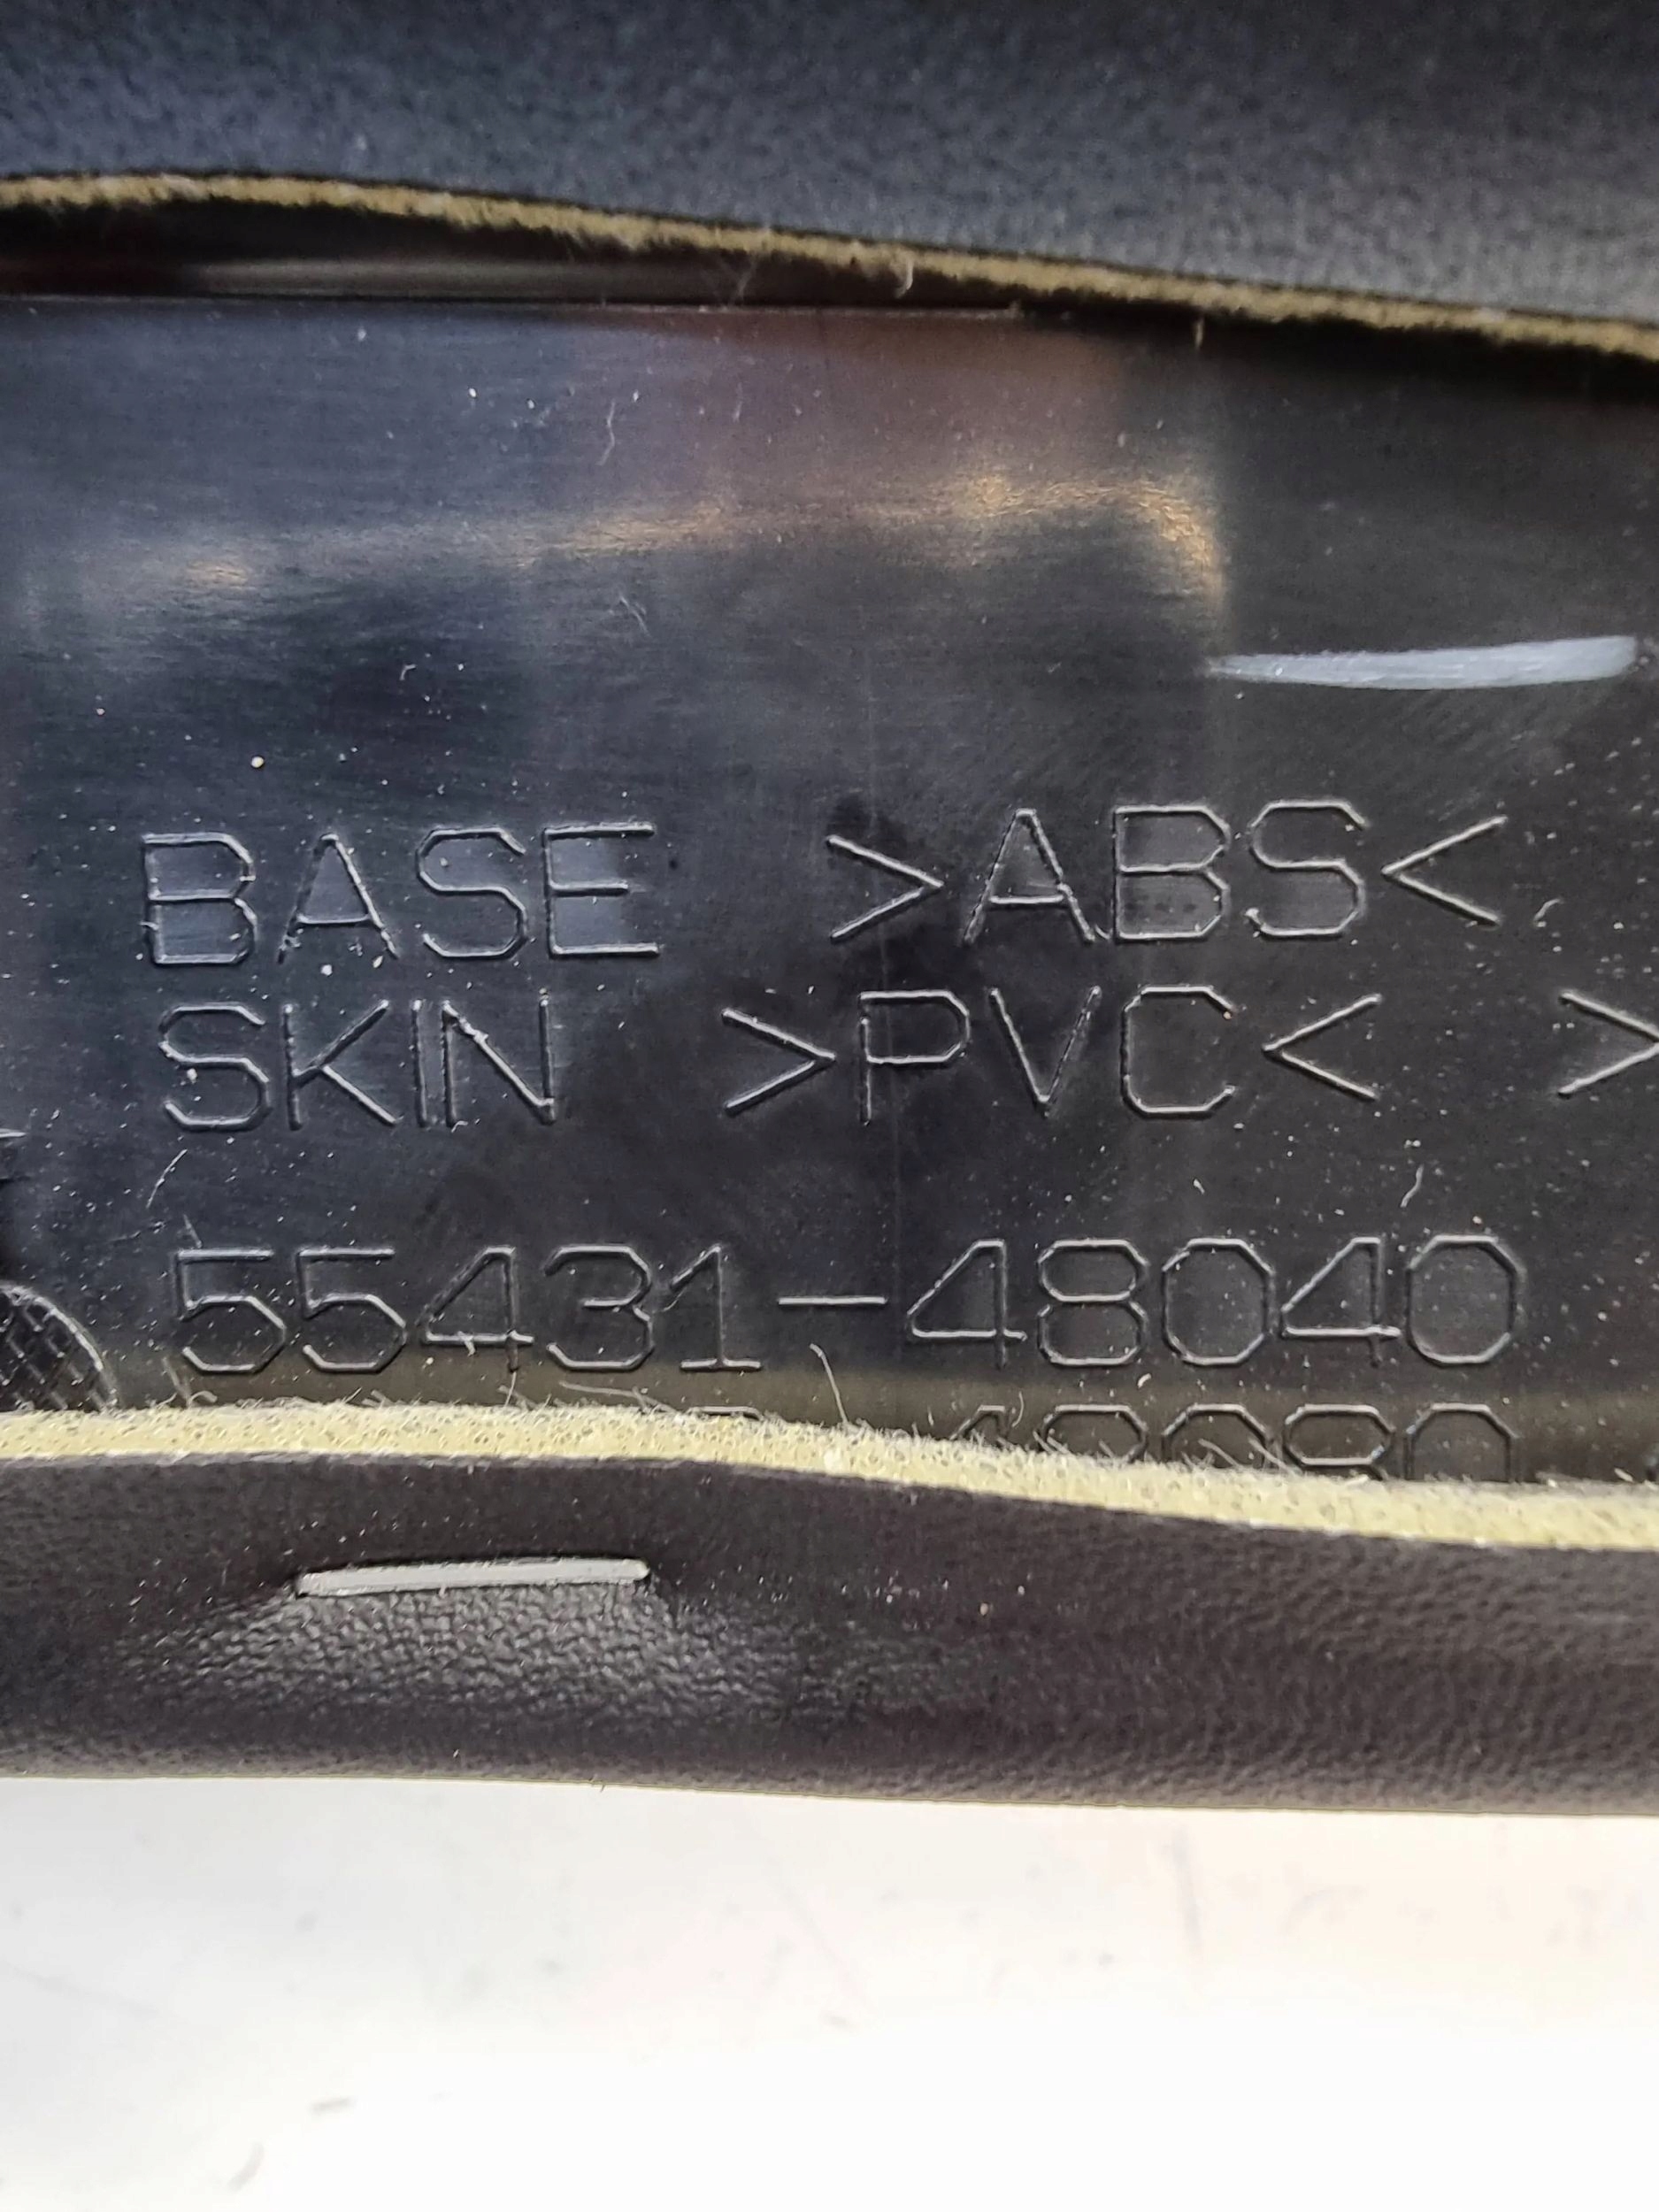 BASE >ABS<
SKIN >PVC< >
55431-48040